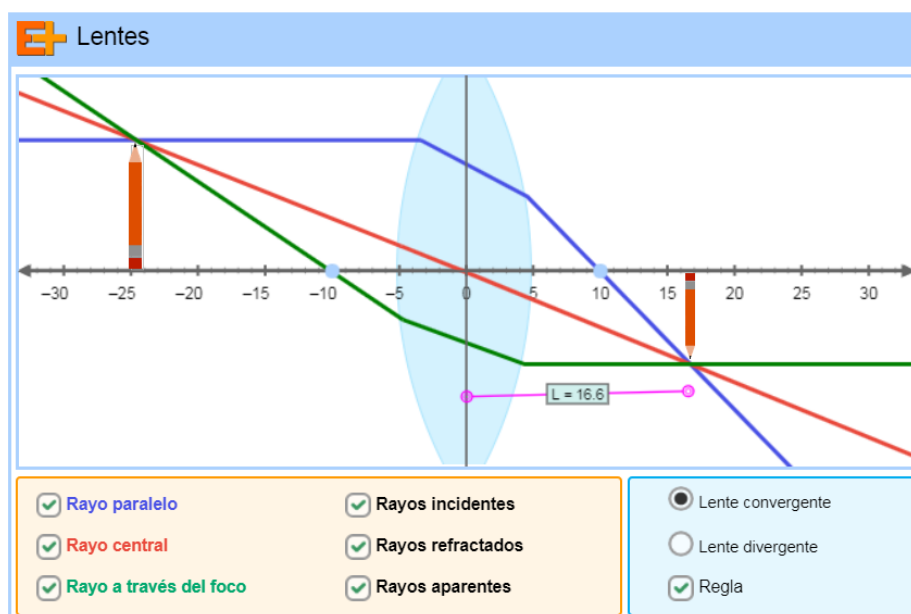 E+ Lentes
−30 −25 −20 −15 −10 −5 0 5 10 15 20 25 30
L = 16.6
Rayo paralelo Rayos incidentes Lente convergente
Rayo central Rayos refractados Lente divergente
Rayo a través del foco Rayos aparentes Regla